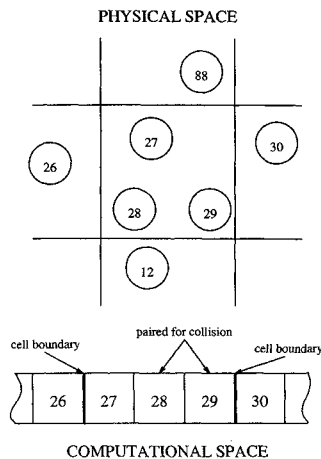 PHYSICAL SPACE
88
27
26
30
28
29
12
paired for collision
cell boundary
cell boundary
26 27 28 29 30
COMPUTATIONAL SPACE